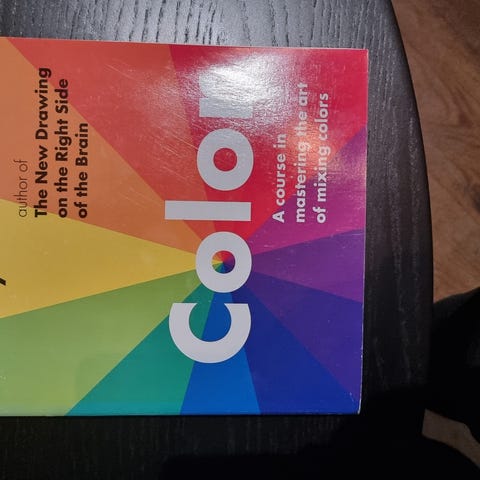 author of
The New Drawing
on the Right Side
of the Brain
Color
A course in
mastering the art
of mixing colors